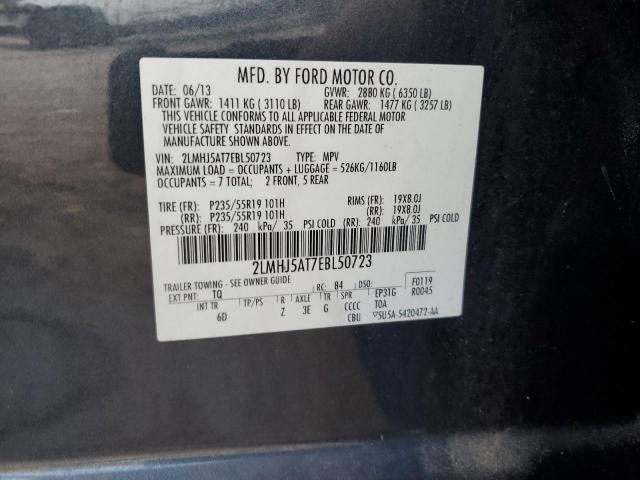 MFD. BY FORD MOTOR CO.
DATE: 06/13 GVWR: 2880 KG ( 6350 LB)
FRONT GAWR: 1411 KG ( 3110 LB) REAR GAWR: 1477 KG ( 3257 LB)
THIS VEHICLE CONFORMS TO ALL APPLICABLE FEDERAL MOTOR
VEHICLE SAFETY STANDARDS IN EFFECT ON THE DATE OF
MANUFACTURE SHOWN ABOVE.
VIN: 2LMHJ5AT7EBL50723 TYPE: MPV
MAXIMUM LOAD = OCCUPANTS + LUGGAGE = 526KG/1160LB
OCCUPANTS = 7 TOTAL; 2 FRONT, 5 REAR
TIRE (FR): P235/55R19 101H RIMS (FR): 19X8.0J
(RR): P235/55R19 101H (RR): 19X8.0J
PRESSURE (FR): 240 kPa/ 35 PSI COLD (RR): 240 kPa/ 35 PSI COLD
2LMHJ5AT7EBL50723
TRAILER TOWING - SEE OWNER GUIDE
EXT PNT: TQ RC: 84 DSO: F0119
INT TR TP/PS R AXLE TR SPR EP31G R0045
6D Z 3E G CCCC TOA
CBU